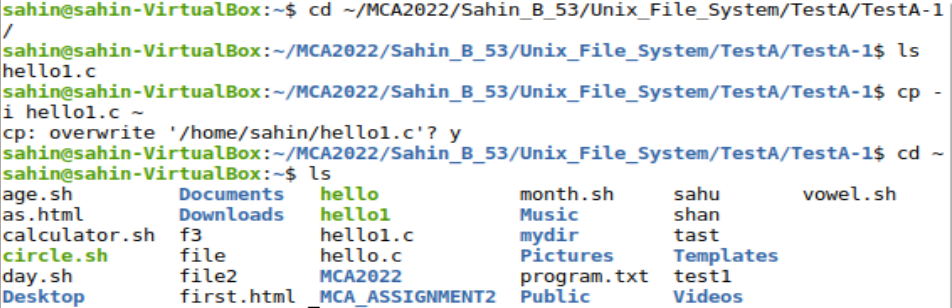 sahin@sahin-VirtualBox:~$ cd ~/MCA2022/Sahin_B_53/Unix_File_System/TestA/TestA-1
/
sahin@sahin-VirtualBox:~/MCA2022/Sahin_B_53/Unix_File_System/TestA/TestA-1$ ls
hello1.c
sahin@sahin-VirtualBox:~/MCA2022/Sahin_B_53/Unix_File_System/TestA/TestA-1$ cp -
i hello1.c ~
cp: overwrite '/home/sahin/hello1.c'? y
sahin@sahin-VirtualBox:~/MCA2022/Sahin_B_53/Unix_File_System/TestA/TestA-1$ cd ~
sahin@sahin-VirtualBox:~$ ls
age.sh Documents hello month.sh sahu vowel.sh
as.html Downloads hello1 Music shan
calculator.sh f3 hello1.c mydir tast
circle.sh file hello.c Pictures Templates
day.sh file2 MCA2022 program.txt test1
Desktop first.html MCA_ASSIGNMENT2 Public Videos